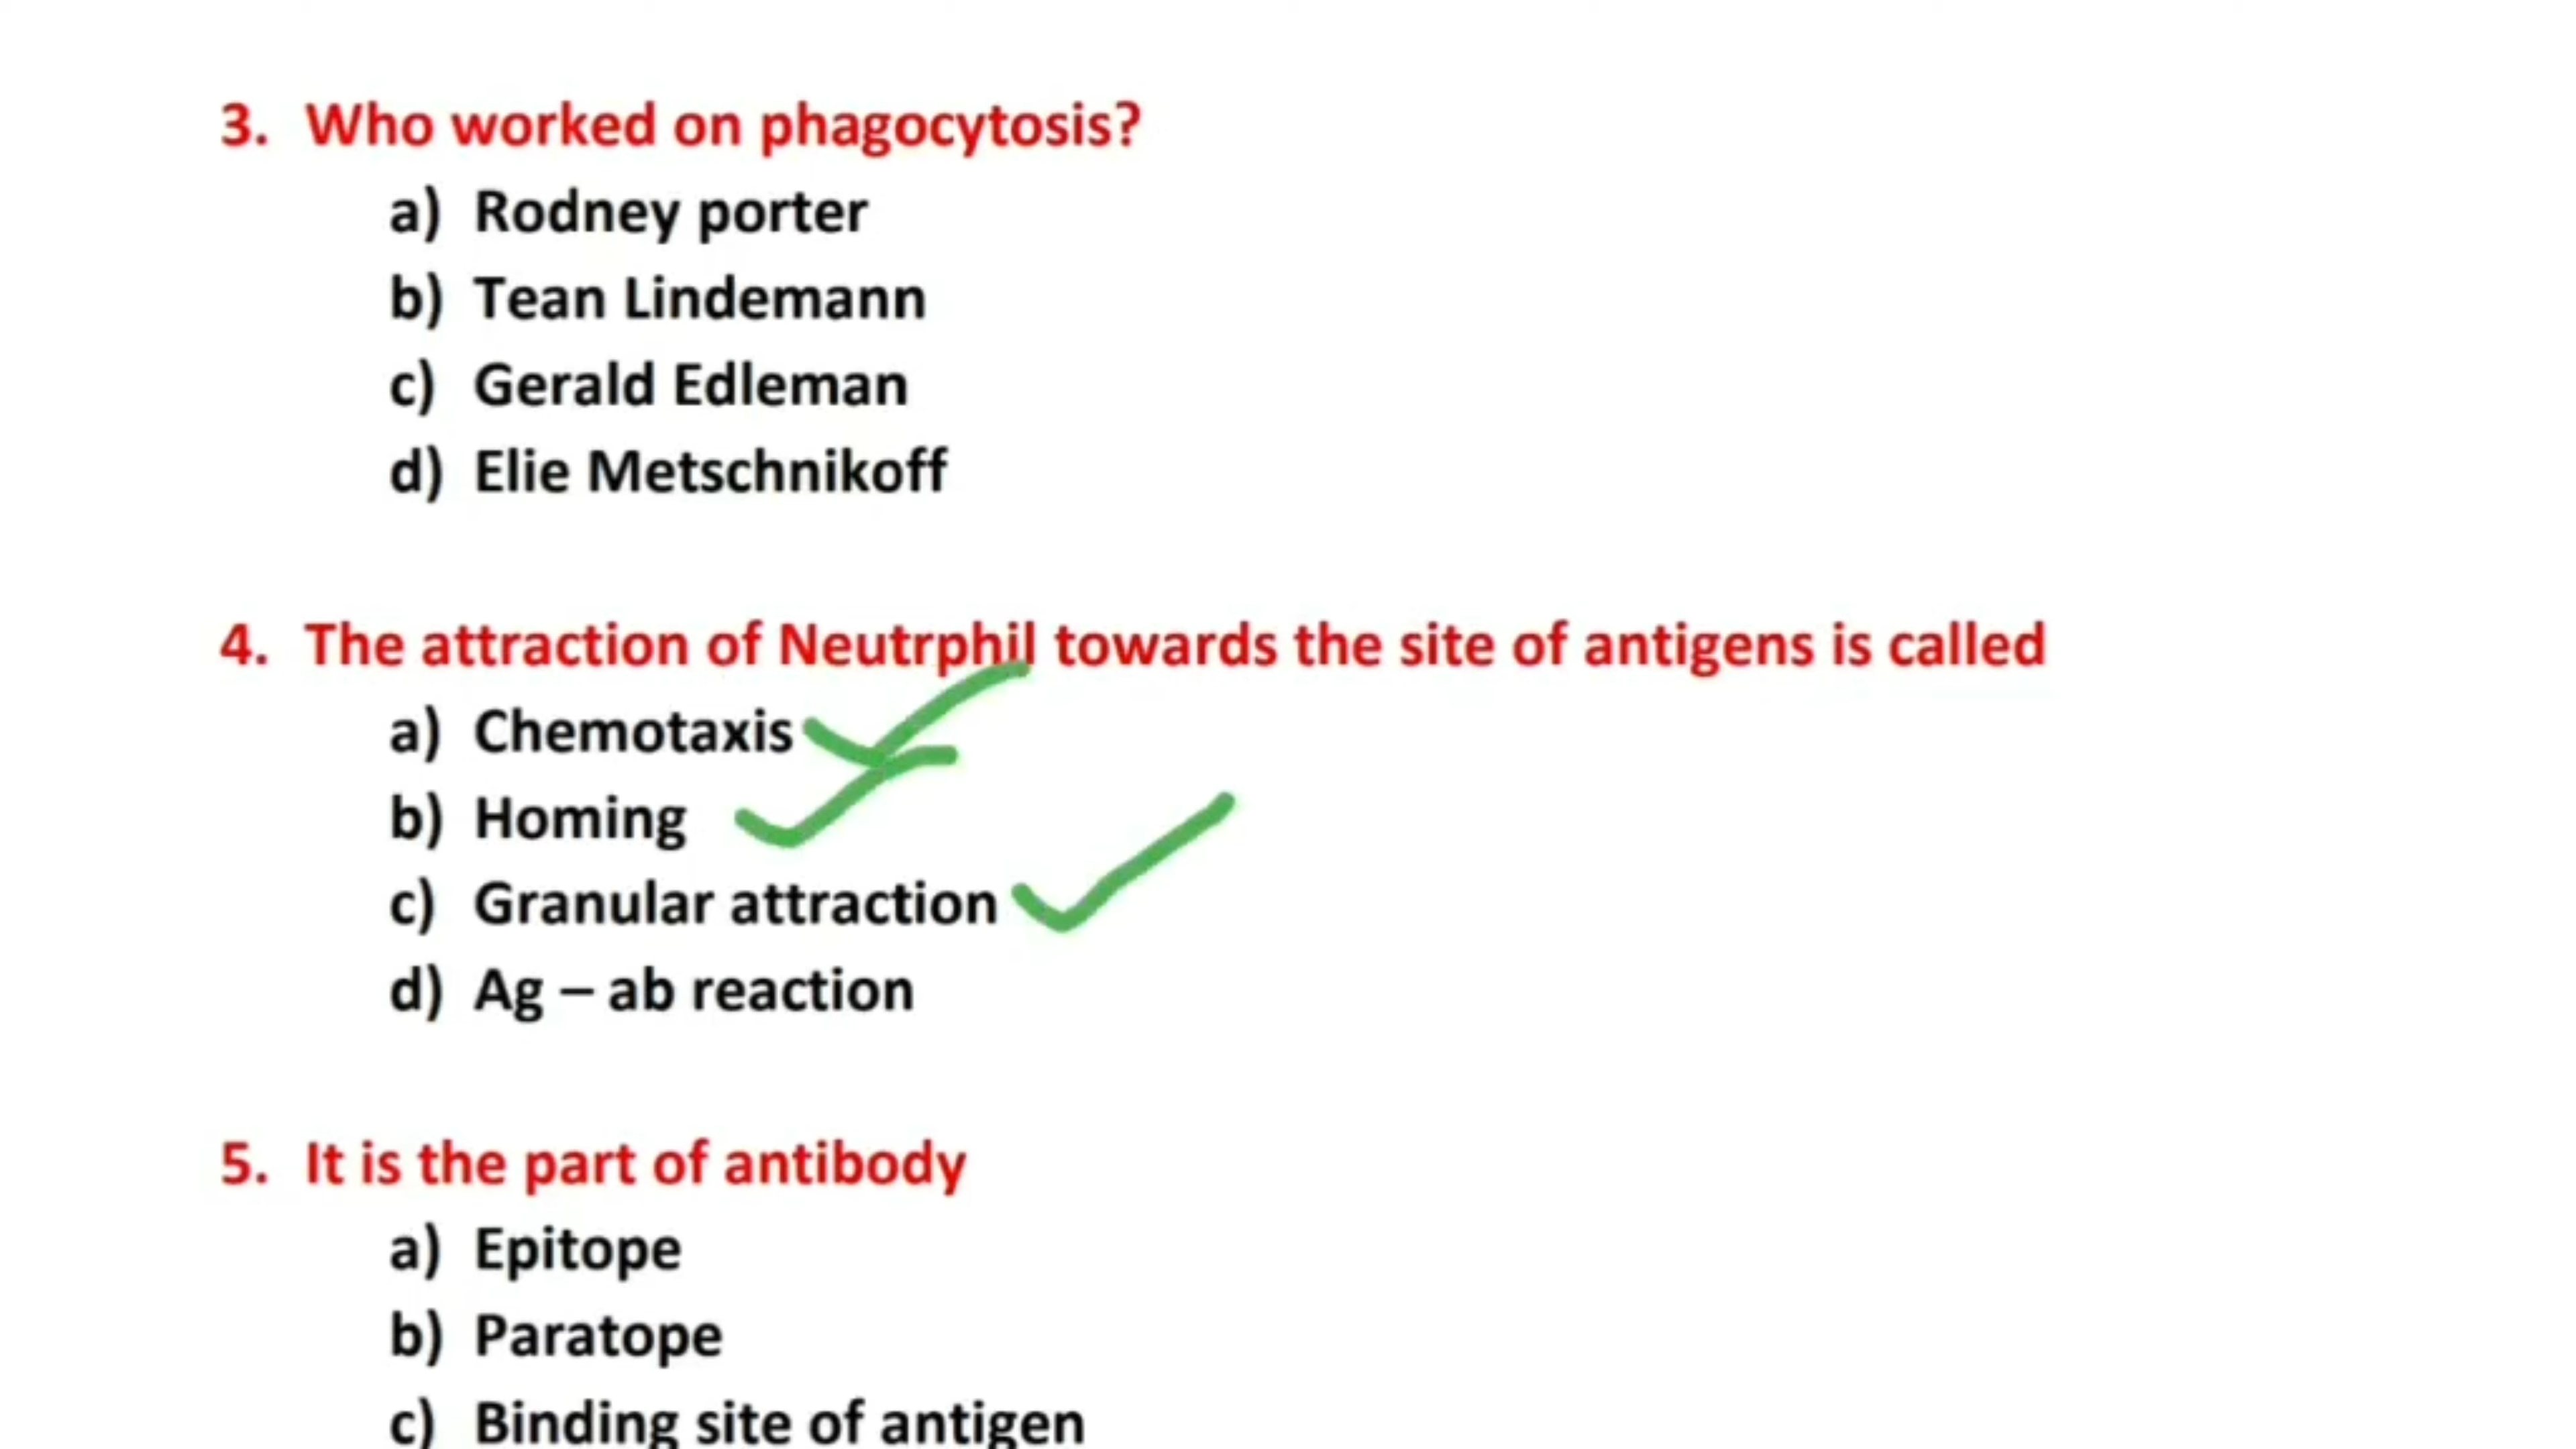 3. Who worked on phagocytosis?
a) Rodney porter
b) Tean Lindemann
c) Gerald Edleman
d) Elie Metschnikoff
4. The attraction of Neutrphil towards the site of antigens is called
a) Chemotaxis
b) Homing
c) Granular attraction
d) Ag – ab reaction
5. It is the part of antibody
a) Epitope
b) Paratope
c) Binding site of antigen